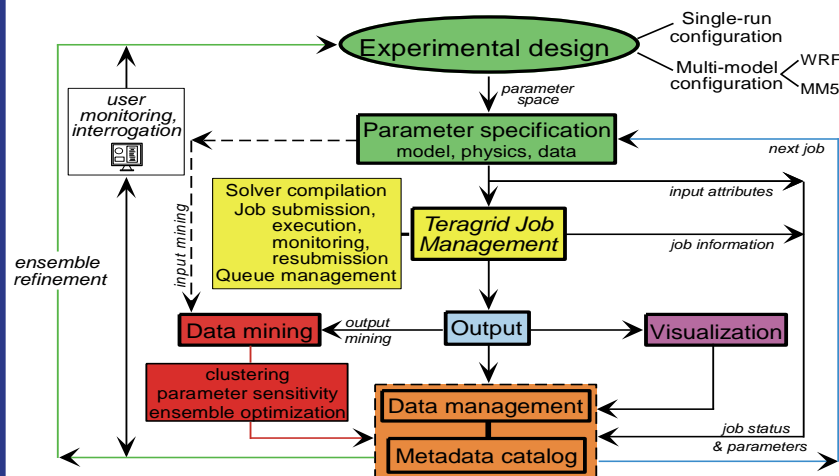 Experimental design
Single-run
configuration
Multi-model
configuration
WRF
MM5
parameter
space
user
monitoring,
interrogation
Parameter specification
model, physics, data
next job
input attributes
Solver compilation
Job submission,
execution,
monitoring,
resubmission
Queue management
Teragrid Job
Management
job information
input mining
ensemble
refinement
Data mining
output
mining
Output
Visualization
clustering
parameter sensitivity
ensemble optimization
Data management
job status
& parameters
Metadata catalog